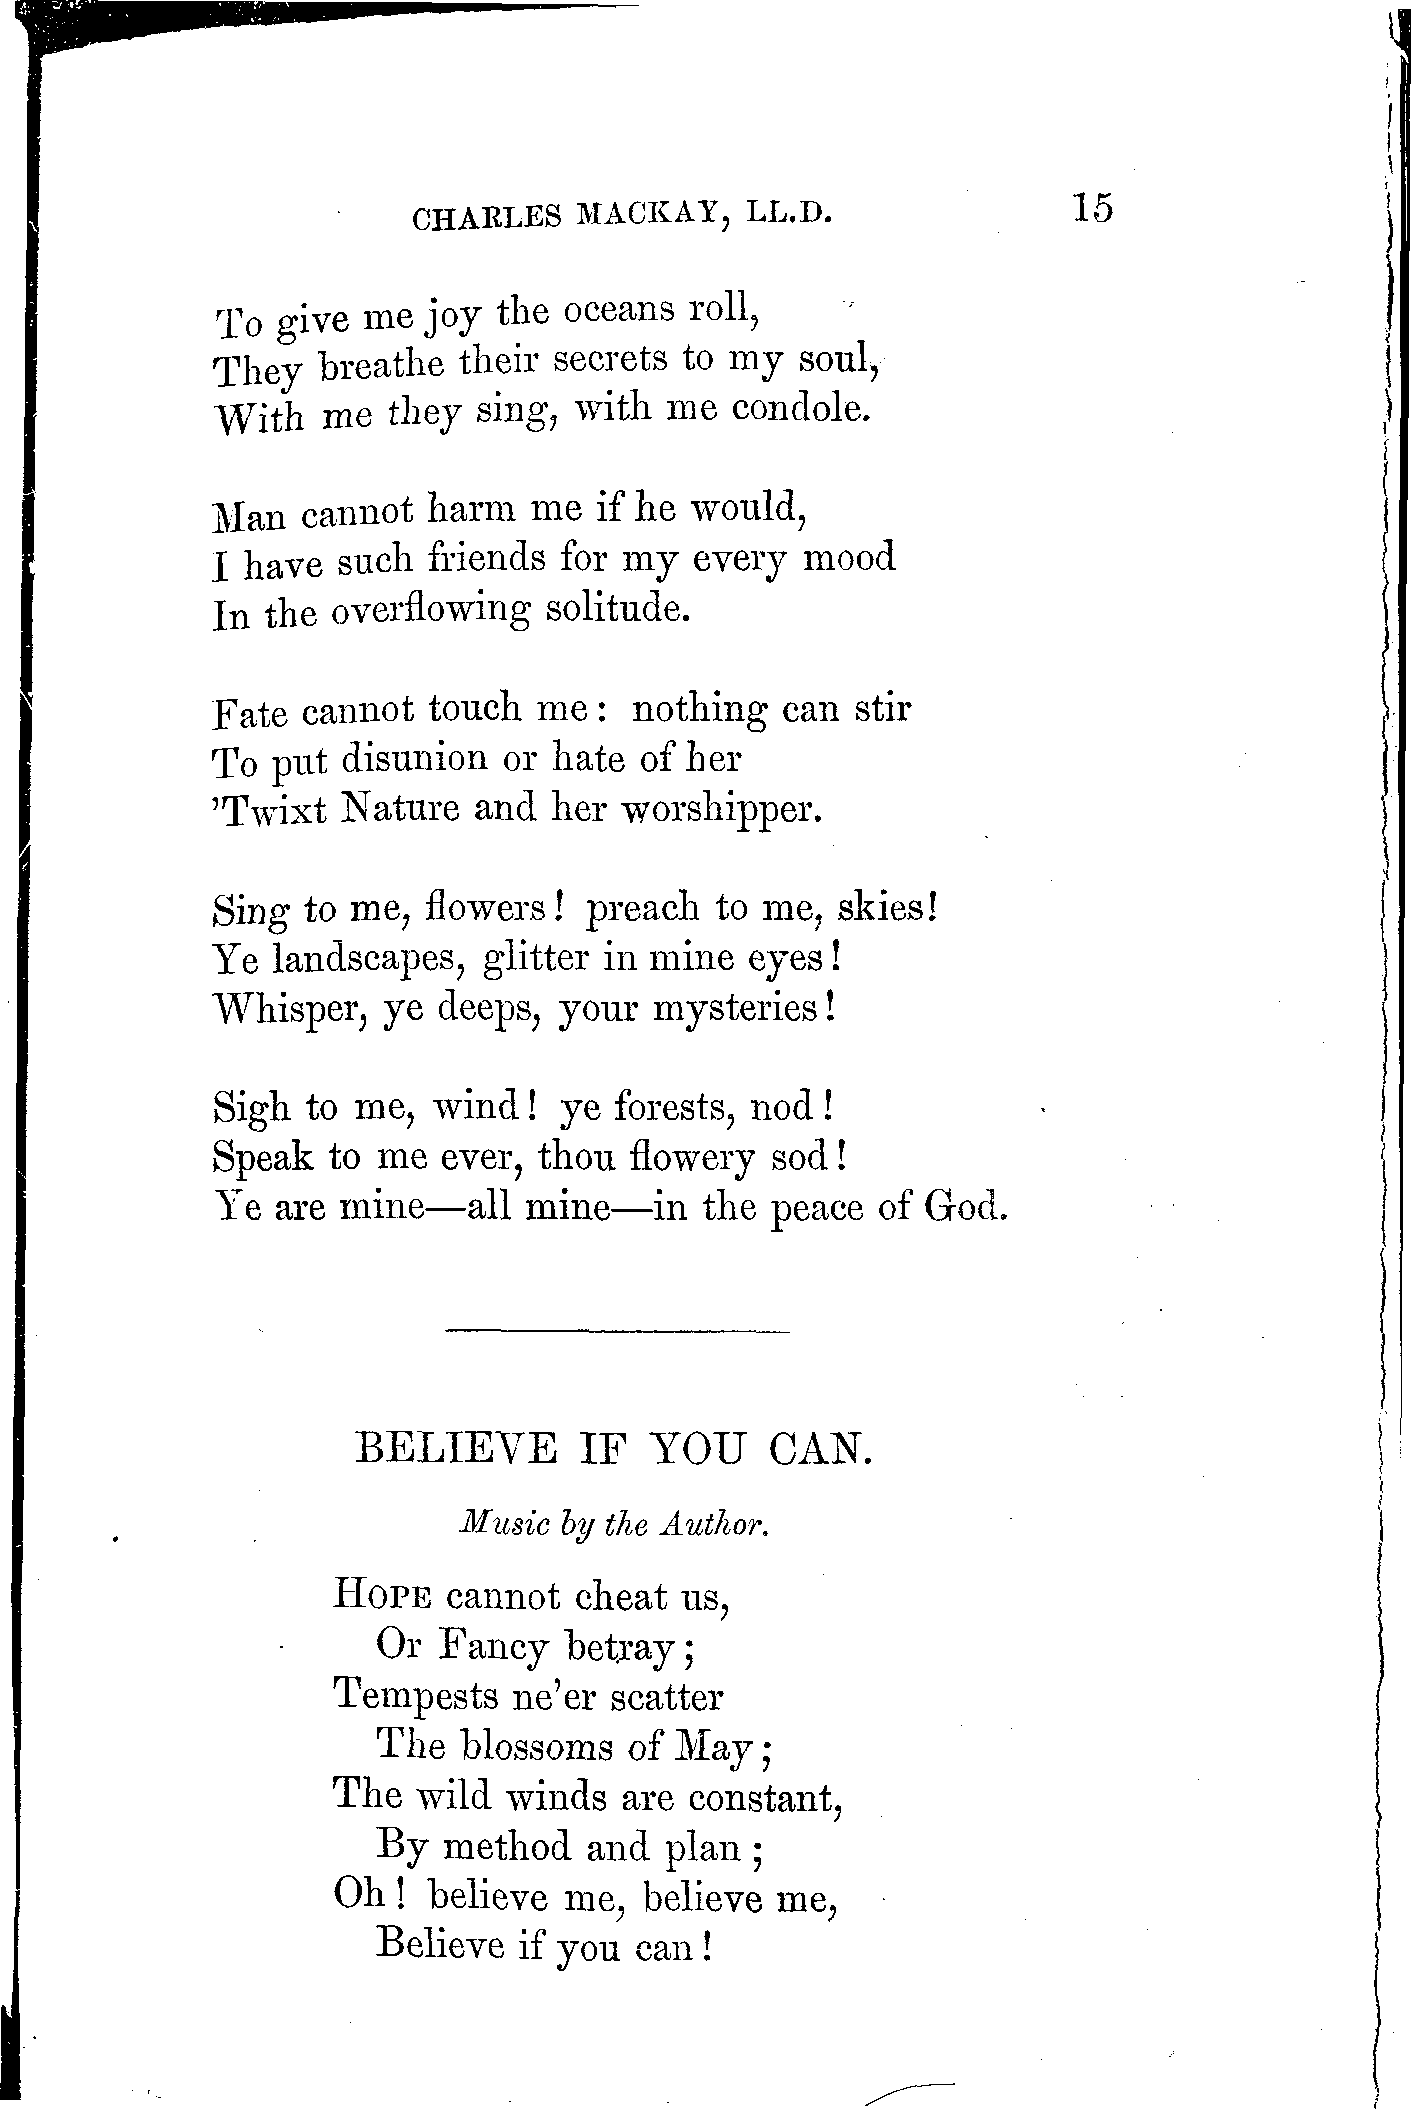 CHARLES MACKAY, LL.D. 15
To give me joy the oceans roll,
They breathe their secrets to my soul,
With me they sing, with me condole.
Man cannot harm me if he would,
I have such friends for my every mood
In the overflowing solitude.
Fate cannot touch me: nothing can stir
To put disunion or hate of her
'Twixt Nature and her worshipper.
Sing to me, flowers! preach to me, skies!
Ye landscapes, glitter in mine eyes!
Whisper, ye deeps, your mysteries!
Sigh to me, wind! ye forests, nod!
Speak to me ever, thou flowery sod!
Ye are mine—all mine—in the peace of God.
BELIEVE IF YOU CAN.
Music by the Author.
HOPE cannot cheat us,
Or Fancy betray;
Tempests ne'er scatter
The blossoms of May;
The wild winds are constant,
By method and plan;
Oh! believe me, believe me,
Believe if you can!